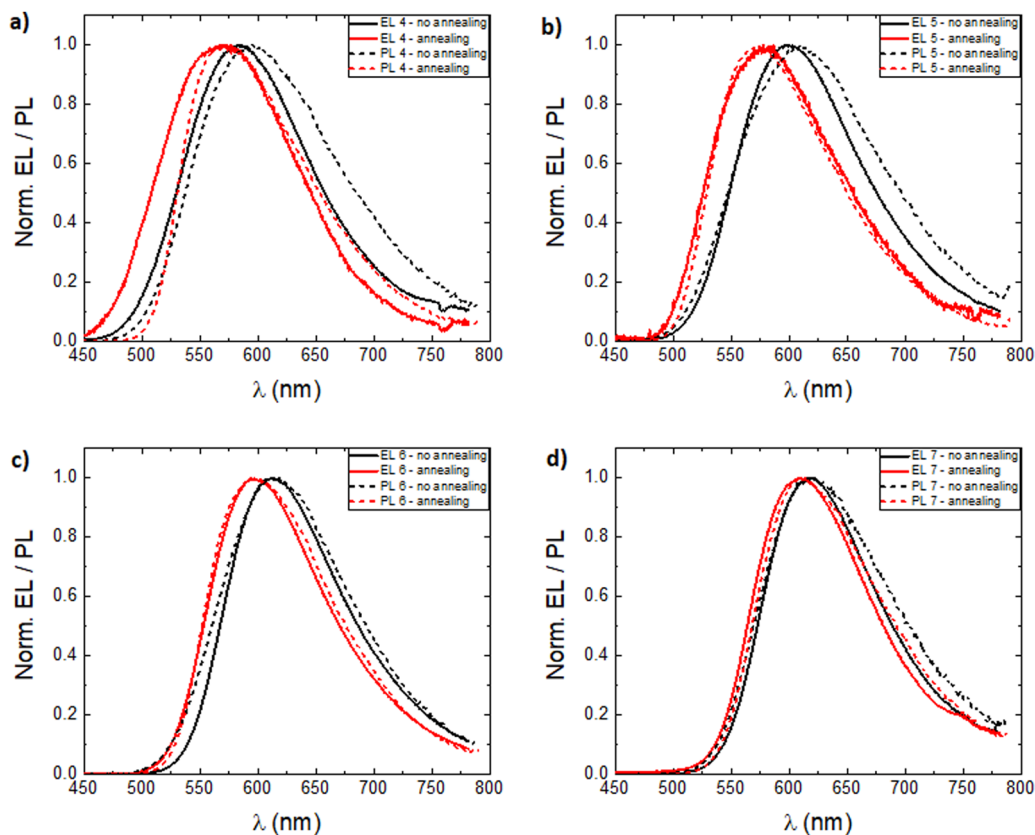 a)
EL 4 - no annealing
EL 4 - annealing
PL 4 - no annealing
PL 4 - annealing
Norm. EL / PL
1.0
0.8
0.6
0.4
0.2
0.0
450 500 550 600 650 700 750 800
λ (nm)
b)
EL 5 - no annealing
EL 5 - annealing
PL 5 - no annealing
PL 5 - annealing
Norm. EL / PL
1.0
0.8
0.6
0.4
0.2
0.0
450 500 550 600 650 700 750 800
λ (nm)
c)
EL 6 - no annealing
EL 6 - annealing
PL 6 - no annealing
PL 6 - annealing
Norm. EL / PL
1.0
0.8
0.6
0.4
0.2
0.0
450 500 550 600 650 700 750 800
λ (nm)
d)
EL 7 - no annealing
EL 7 - annealing
PL 7 - no annealing
PL 7 - annealing
Norm. EL / PL
1.0
0.8
0.6
0.4
0.2
0.0
450 500 550 600 650 700 750 800
λ (nm)